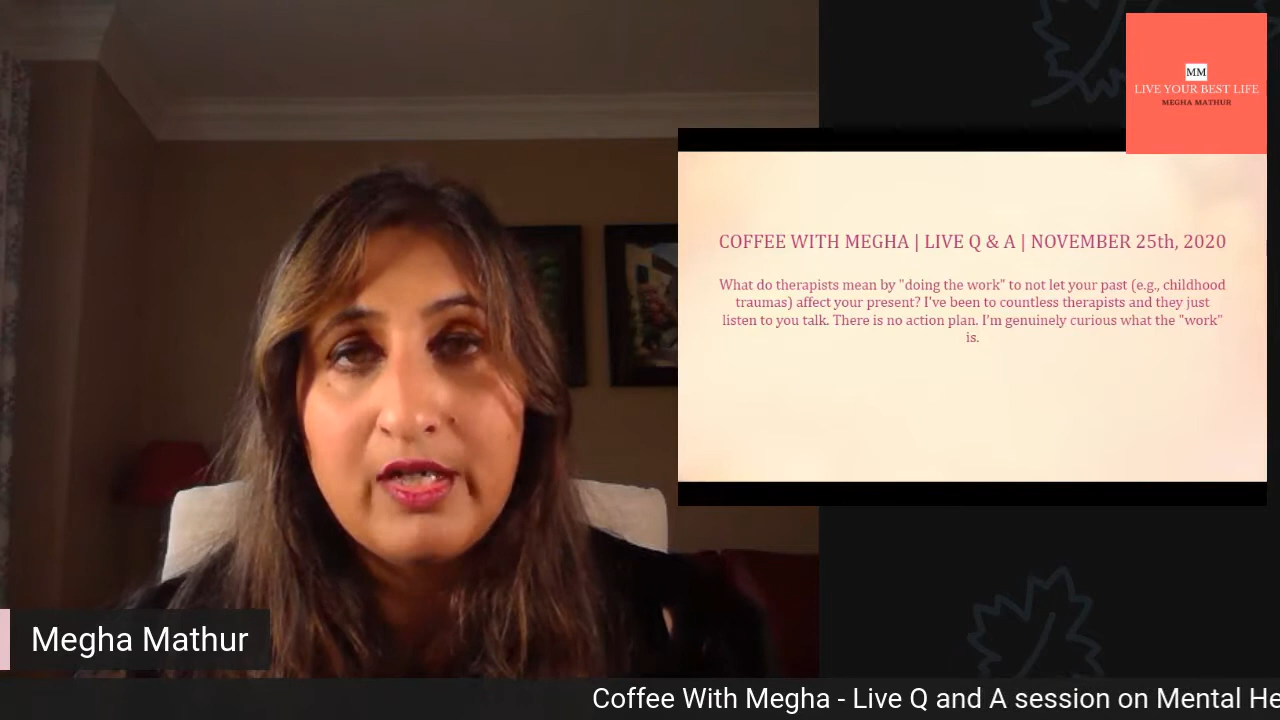 MM
LIVE YOUR BEST LIFE
MEGHA MATHUR
COFFEE WITH MEGHA | LIVE Q & A | NOVEMBER 25th, 2020
What do therapists mean by "doing the work" to not let your past (e.g., childhood
traumas) affect your present? I've been to countless therapists and they just
listen to you talk. There is no action plan. I'm genuinely curious what the "work"
is.
Megha Mathur
Coffee With Megha - Live Q and A session on Mental He